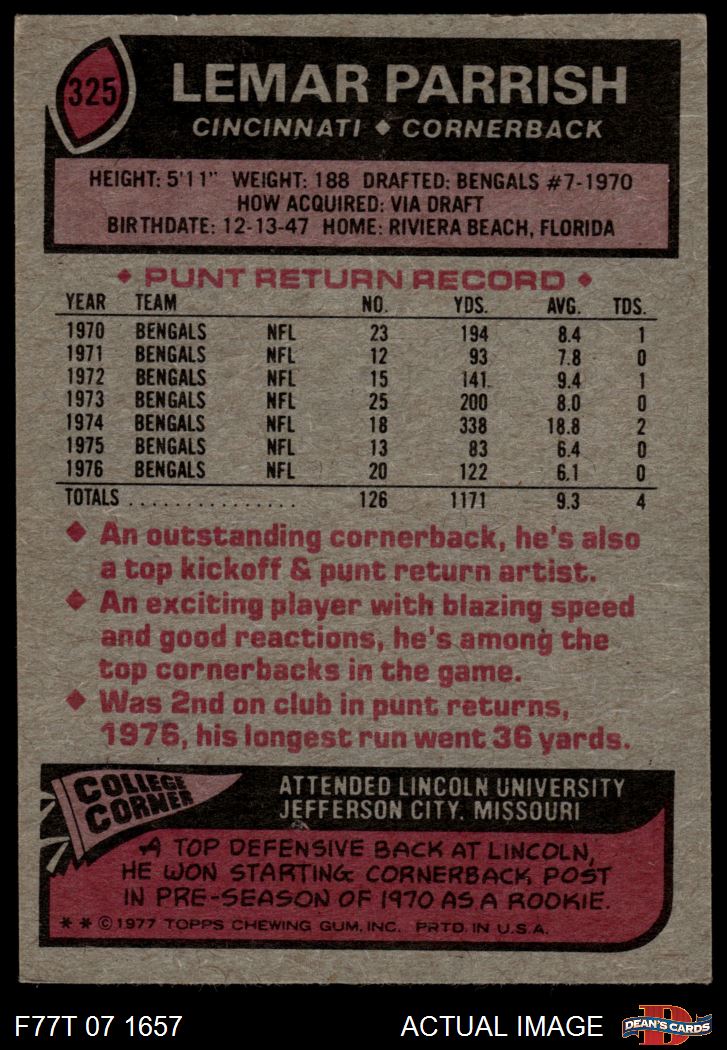 325
LEMAR PARRISH
CINCINNATI ♦ CORNERBACK
HEIGHT: 5'11" WEIGHT: 188 DRAFTED: BENGALS #7-1970
HOW ACQUIRED: VIA DRAFT
BIRTHDATE: 12-13-47 HOME: RIVIERA BEACH, FLORIDA
♦ PUNT RETURN RECORD ♦
YEAR TEAM NO. YDS. AVG. TDS.
1970 BENGALS NFL 23 194 8.4 1
1971 BENGALS NFL 12 93 7.8 0
1972 BENGALS NFL 15 141 9.4 1
1973 BENGALS NFL 25 200 8.0 0
1974 BENGALS NFL 18 338 18.8 2
1975 BENGALS NFL 13 83 6.4 0
1976 BENGALS NFL 20 122 6.1 0
TOTALS ................ 126 1171 9.3 4
♦ An outstanding cornerback, he's also
a top kickoff & punt return artist.
♦ An exciting player with blazing speed
and good reactions, he's among the
top cornerbacks in the game.
♦ Was 2nd on club in punt returns,
1976, his longest run went 36 yards.
COLLEGE
CORNER
ATTENDED LINCOLN UNIVERSITY
JEFFERSON CITY, MISSOURI
A TOP DEFENSIVE BACK AT LINCOLN,
HE WON STARTING CORNERBACK POST
IN PRE-SEASON OF 1970 AS A ROOKIE.
* * © 1977 TOPPS CHEWING GUM, INC. PRTD. IN U.S.A.
F77T 07 1657
ACTUAL IMAGE
D
DEAN'S CARDS